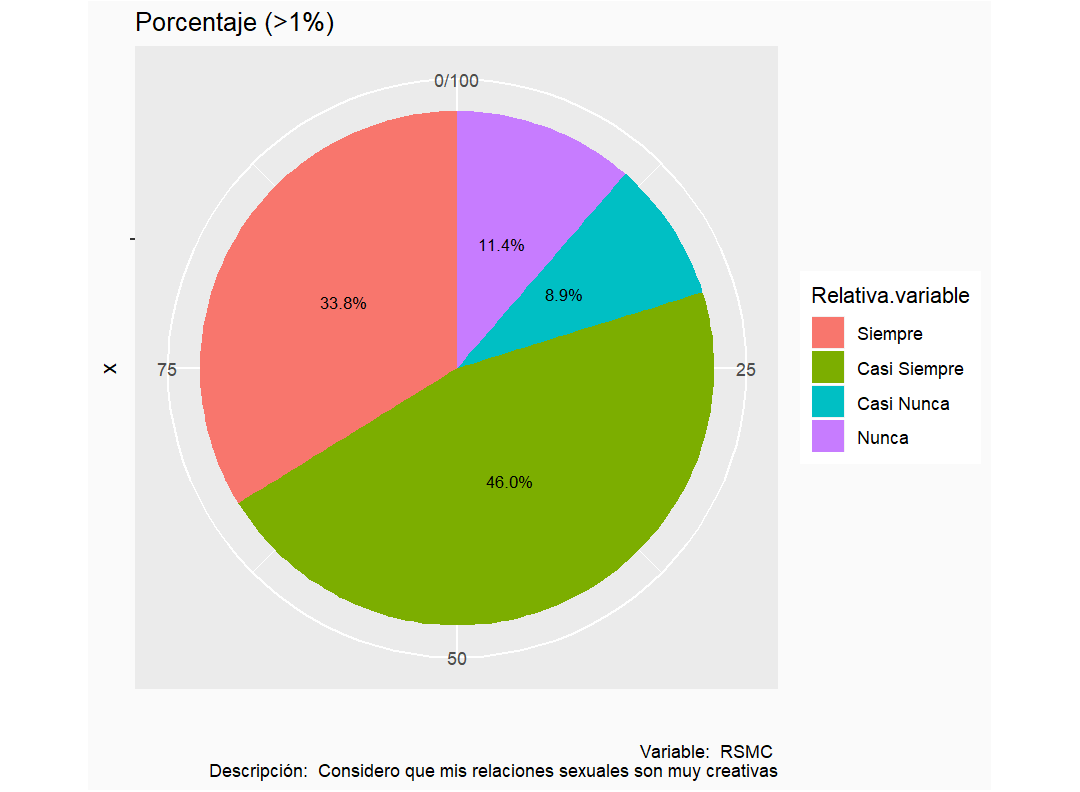 Porcentaje (>1%)
0/100
11.4%
8.9%
33.8%
75
25
x
46.0%
50
Relativa.variable
Siempre
Casi Siempre
Casi Nunca
Nunca
Variable:  RSMC
Descripción:  Considero que mis relaciones sexuales son muy creativas